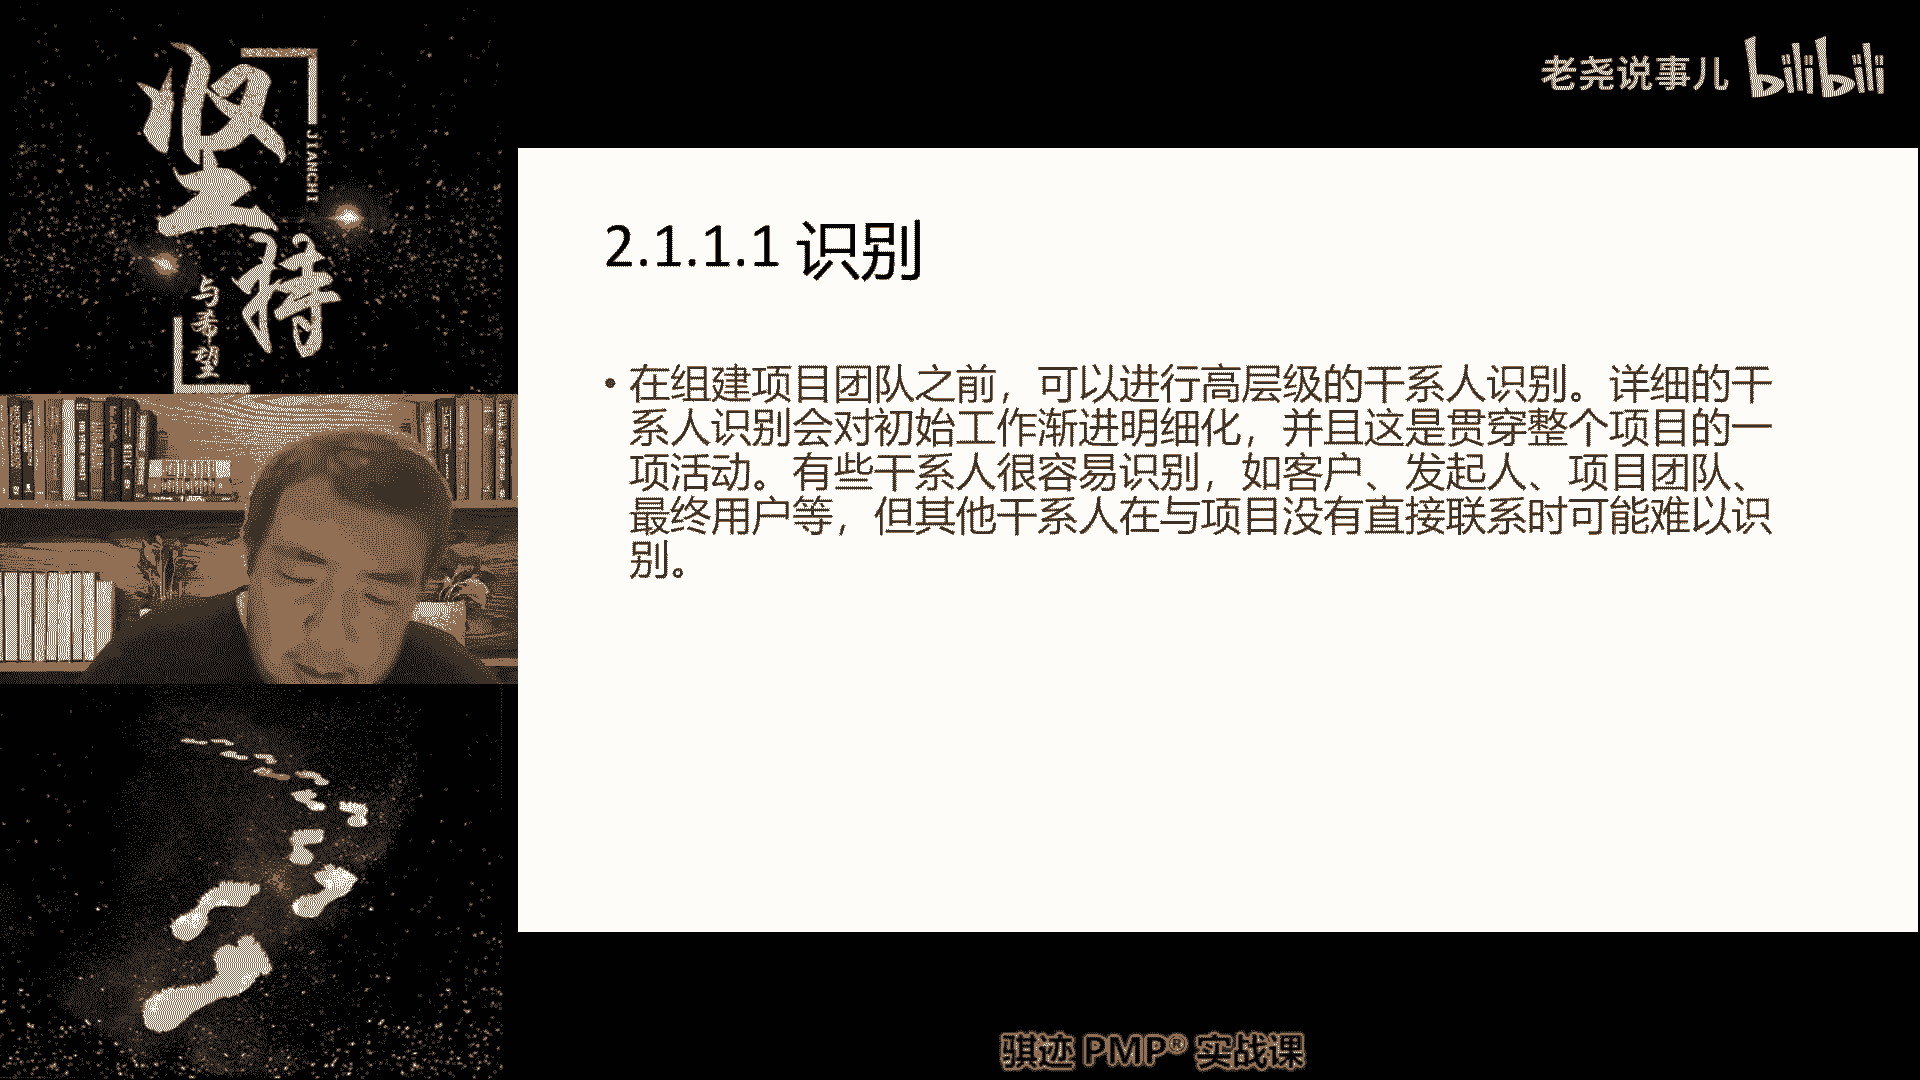 坚持
JIANCHI
与希望
老尧说事儿 bilibili
2.1.1.1 识别
• 在组建项目团队之前，可以进行高层级的干系人识别。详细的干
系人识别会对初始工作渐进明细化，并且这是贯穿整个项目的一
项活动。有些干系人很容易识别，如客户、发起人、项目团队、
最终用户等，但其他干系人在与项目没有直接联系时可能难以识
别。
骐迹 PMP® 实战课